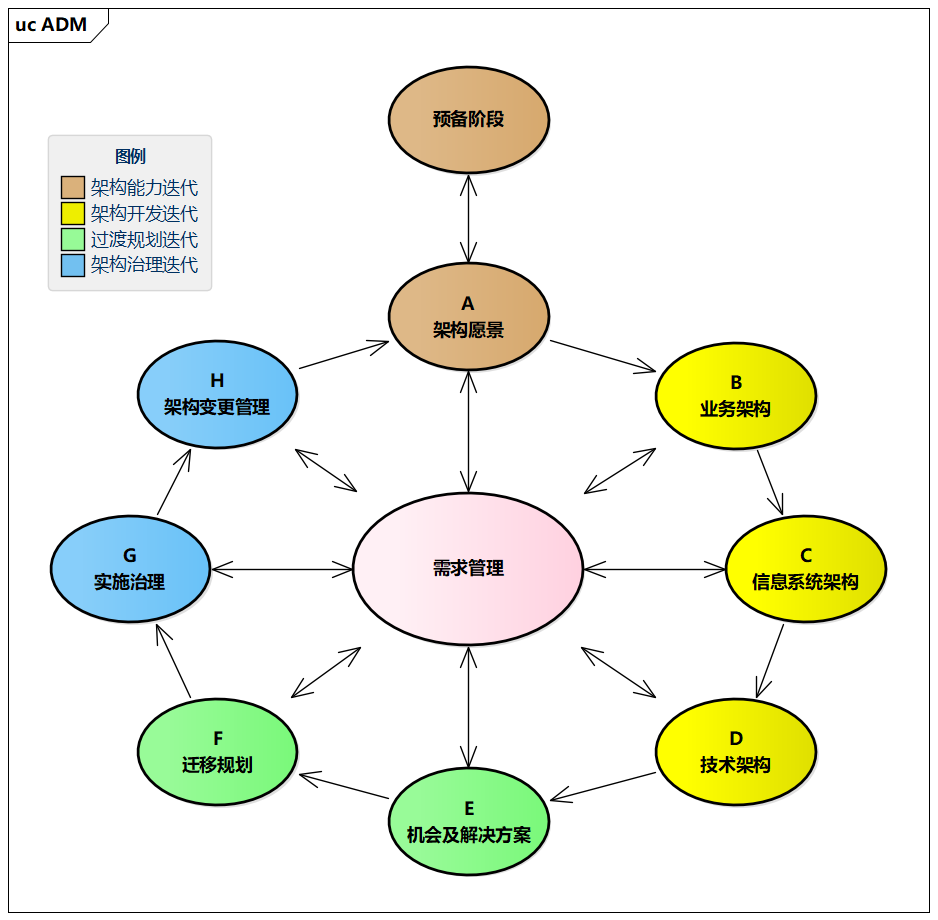 uc ADM
预备阶段
图例
架构能力迭代
架构开发迭代
过渡规划迭代
架构治理迭代
A
架构愿景
H
架构变更管理
B
业务架构
G
实施治理
需求管理
C
信息系统架构
F
迁移规划
D
技术架构
E
机会及解决方案